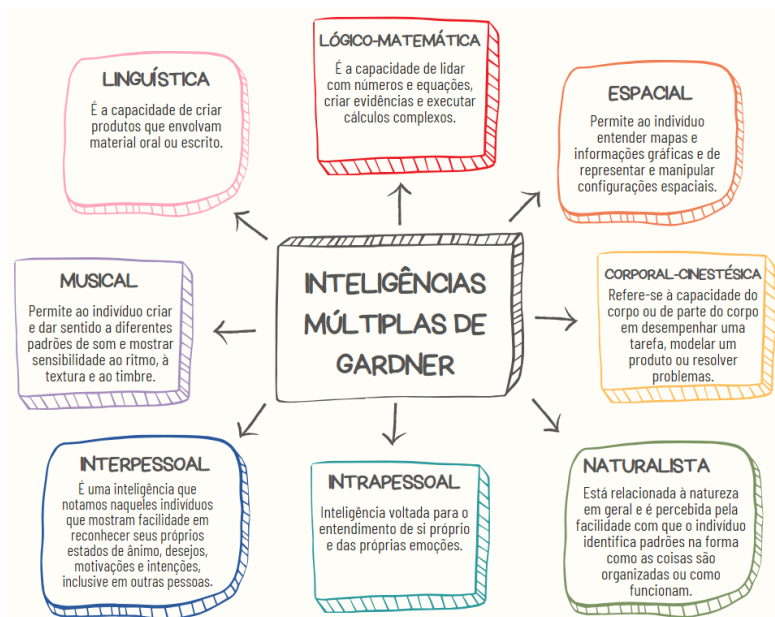 LÓGICO-MATEMÁTICA
É a capacidade de lidar
com números e equações,
criar evidências e executar
cálculos complexos.
LINGUÍSTICA
É a capacidade de criar
produtos que envolvam
material oral ou escrito.
ESPACIAL
Permite ao indivíduo
entender mapas e
informações gráficas e de
representar e manipular
configurações espaciais.
INTELIGÊNCIAS
MÚLTIPLAS DE
GARDNER
MUSICAL
Permite ao indivíduo criar
e dar sentido a diferentes
padrões de som e mostrar
sensibilidade ao ritmo, à
textura e ao timbre.
CORPORAL-CINESTÉSICA
Refere-se à capacidade do
corpo ou de parte do corpo
em desempenhar uma
tarefa, modelar um
produto ou resolver
problemas.
INTERPESSOAL
É uma inteligência que
notamos naqueles indivíduos
que mostram facilidade em
reconhecer seus próprios
estados de ânimo, desejos,
motivações e intenções,
inclusive em outras pessoas.
INTRAPESSOAL
Inteligência voltada para o
entendimento de si próprio
e das próprias emoções.
NATURALISTA
Está relacionada à natureza
em geral e é percebida pela
facilidade com que o indivíduo
identifica padrões na forma
como as coisas são
organizadas ou como
funcionam.